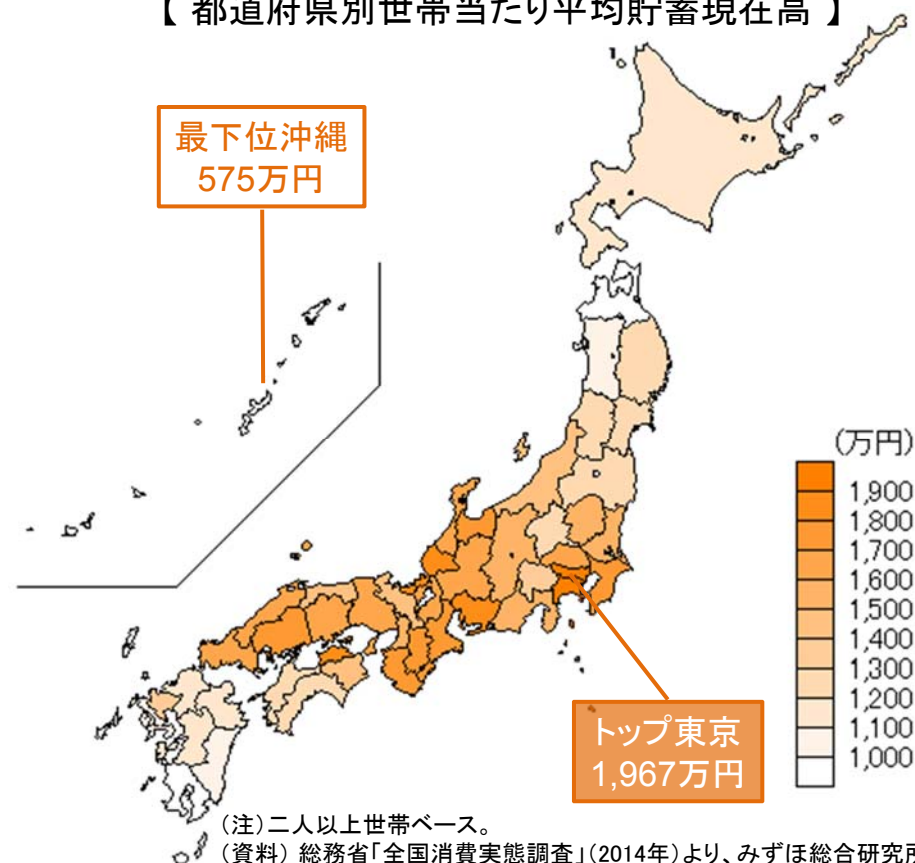 【 都道府県別世帯当たり平均貯蓄現在高 】
最下位沖縄
575万円
(万円)
1,900
1,800
1,700
1,600
1,500
1,400
1,300
1,200
1,100
1,000
トップ東京
1,967万円
(注)二人以上世帯ベース。
(資料) 総務省「全国消費実態調査」(2014年)より、みずほ総合研究所